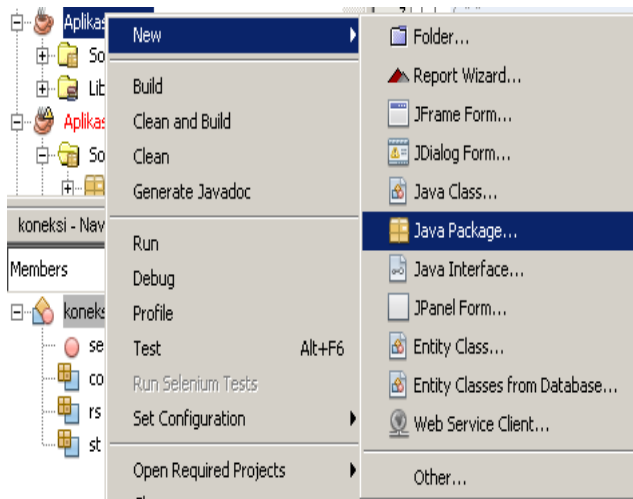 Aplikas
So
Lib
Aplikas
So
koneksi - Nav
Members
koneks
se
co
rs
st
New
Build
Clean and Build
Clean
Generate Javadoc
Run
Debug
Profile
Test Alt+F6
Run Selenium Tests
Set Configuration
Open Required Projects
Folder...
Report Wizard...
JFrame Form...
JDialog Form...
Java Class...
Java Package...
Java Interface...
JPanel Form...
Entity Class...
Entity Classes from Database...
Web Service Client...
Other...